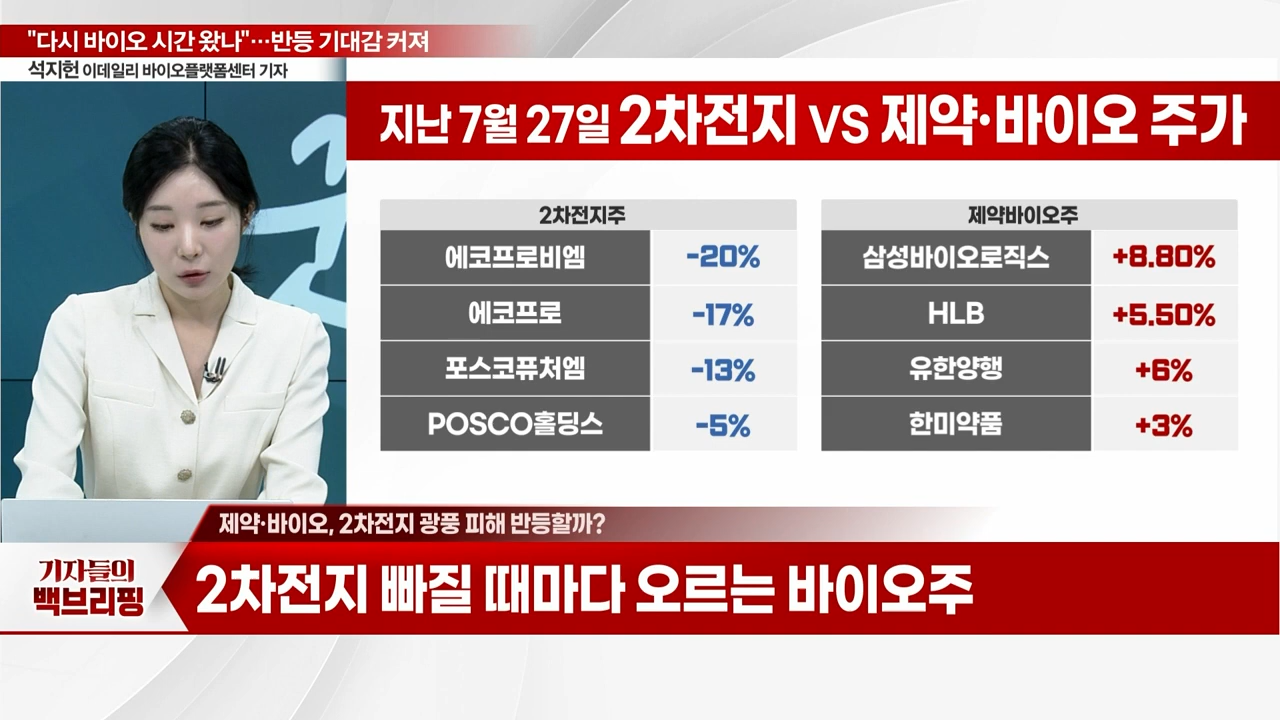 "다시 바이오 시간 왔나"…반등 기대감 커져
석지헌 이데일리 바이오플랫폼센터 기자
지난 7월 27일 2차전지 VS 제약·바이오 주가
2차전지주
에코프로비엠 -20%
에코프로 -17%
포스코퓨처엠 -13%
POSCO홀딩스 -5%
제약바이오주
삼성바이오로직스 +8.80%
HLB +5.50%
유한양행 +6%
한미약품 +3%
제약·바이오, 2차전지 광풍 피해 반등할까?
기자들의
백브리핑
2차전지 빠질 때마다 오르는 바이오주